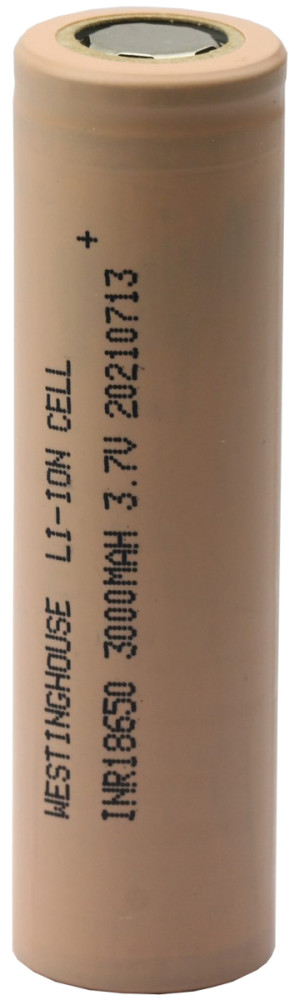 +
WESTINGHOUSE LI-ION CELL
INR18650 3000MAH 3.7V 20210713